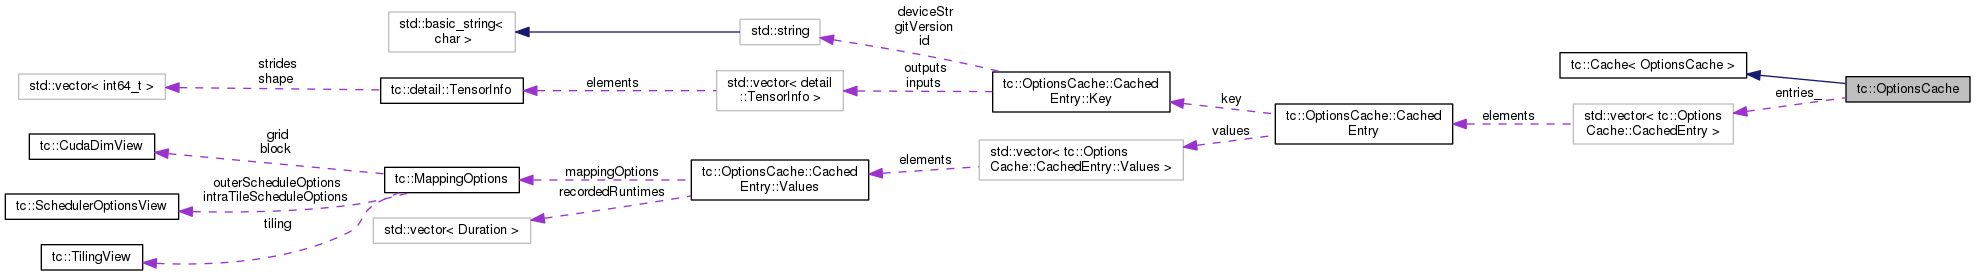 std::vector< int64_t >
strides
shape
tc::CudaDimView
grid
block
tc::SchedulerOptionsView
outerScheduleOptions
intraTileScheduleOptions
tc::TilingView
tiling
std::basic_string<
char >
tc::detail::TensorInfo
elements
tc::MappingOptions
mappingOptions
std::vector< Duration >
recordedRuntimes
std::string
deviceStr
gitVersion
id
std::vector< detail
::TensorInfo >
outputs
inputs
tc::OptionsCache::Cached
Entry::Values
elements
tc::OptionsCache::Cached
Entry::Key
key
std::vector< tc::Options
Cache::CachedEntry::Values >
values
tc::OptionsCache::Cached
Entry
elements
tc::Cache< OptionsCache >
std::vector< tc::Options
Cache::CachedEntry >
entries_
tc::OptionsCache